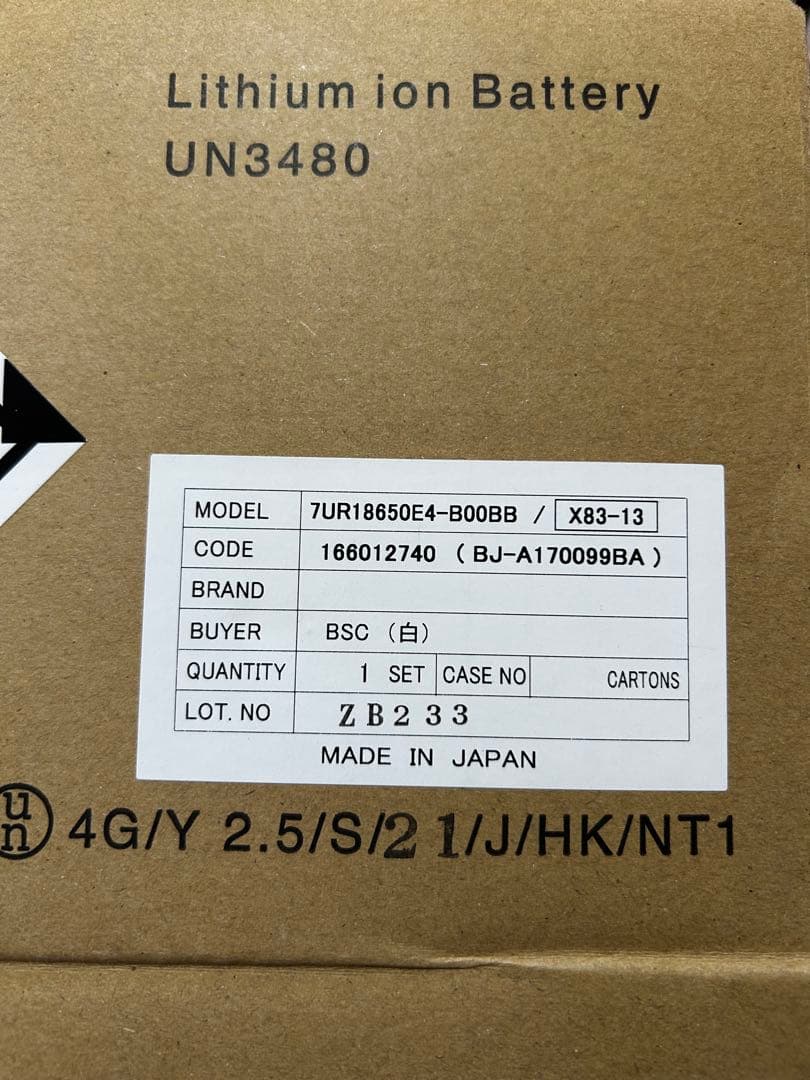 Lithium ion Battery
UN3480
MODEL 7UR18650E4-B00BB / X83-13
CODE 166012740 ( BJ-A170099BA )
BRAND
BUYER BSC (白)
QUANTITY 1 SET CASE NO CARTONS
LOT. NO ZB233
MADE IN JAPAN
un 4G/Y 2.5/S/21/J/HK/NT1